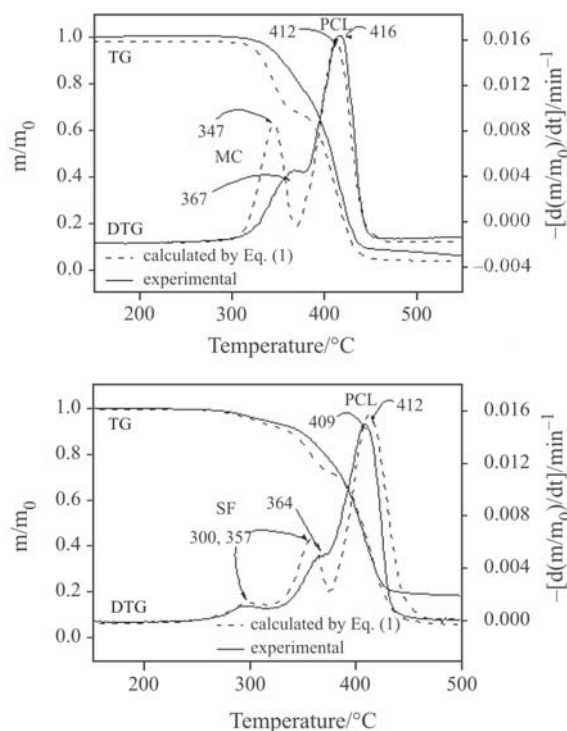 PCL
412
416
1.0
TG
0.8
0.6
0.4
0.2
0.0
m/m0
347
MC
367
DTG
calculated by Eq. (1)
experimental
0.016
0.012
0.008
0.004
0.000
–0.004
–[d(m/m0)/dt]/min–1
200
300
400
500
Temperature/°C
PCL
412
409
1.0
TG
0.8
0.6
0.4
0.2
0.0
m/m0
SF
364
300, 357
DTG
calculated by Eq. (1)
experimental
0.016
0.012
0.008
0.004
0.000
–[d(m/m0)/dt]/min–1
200
300
400
500
Temperature/°C